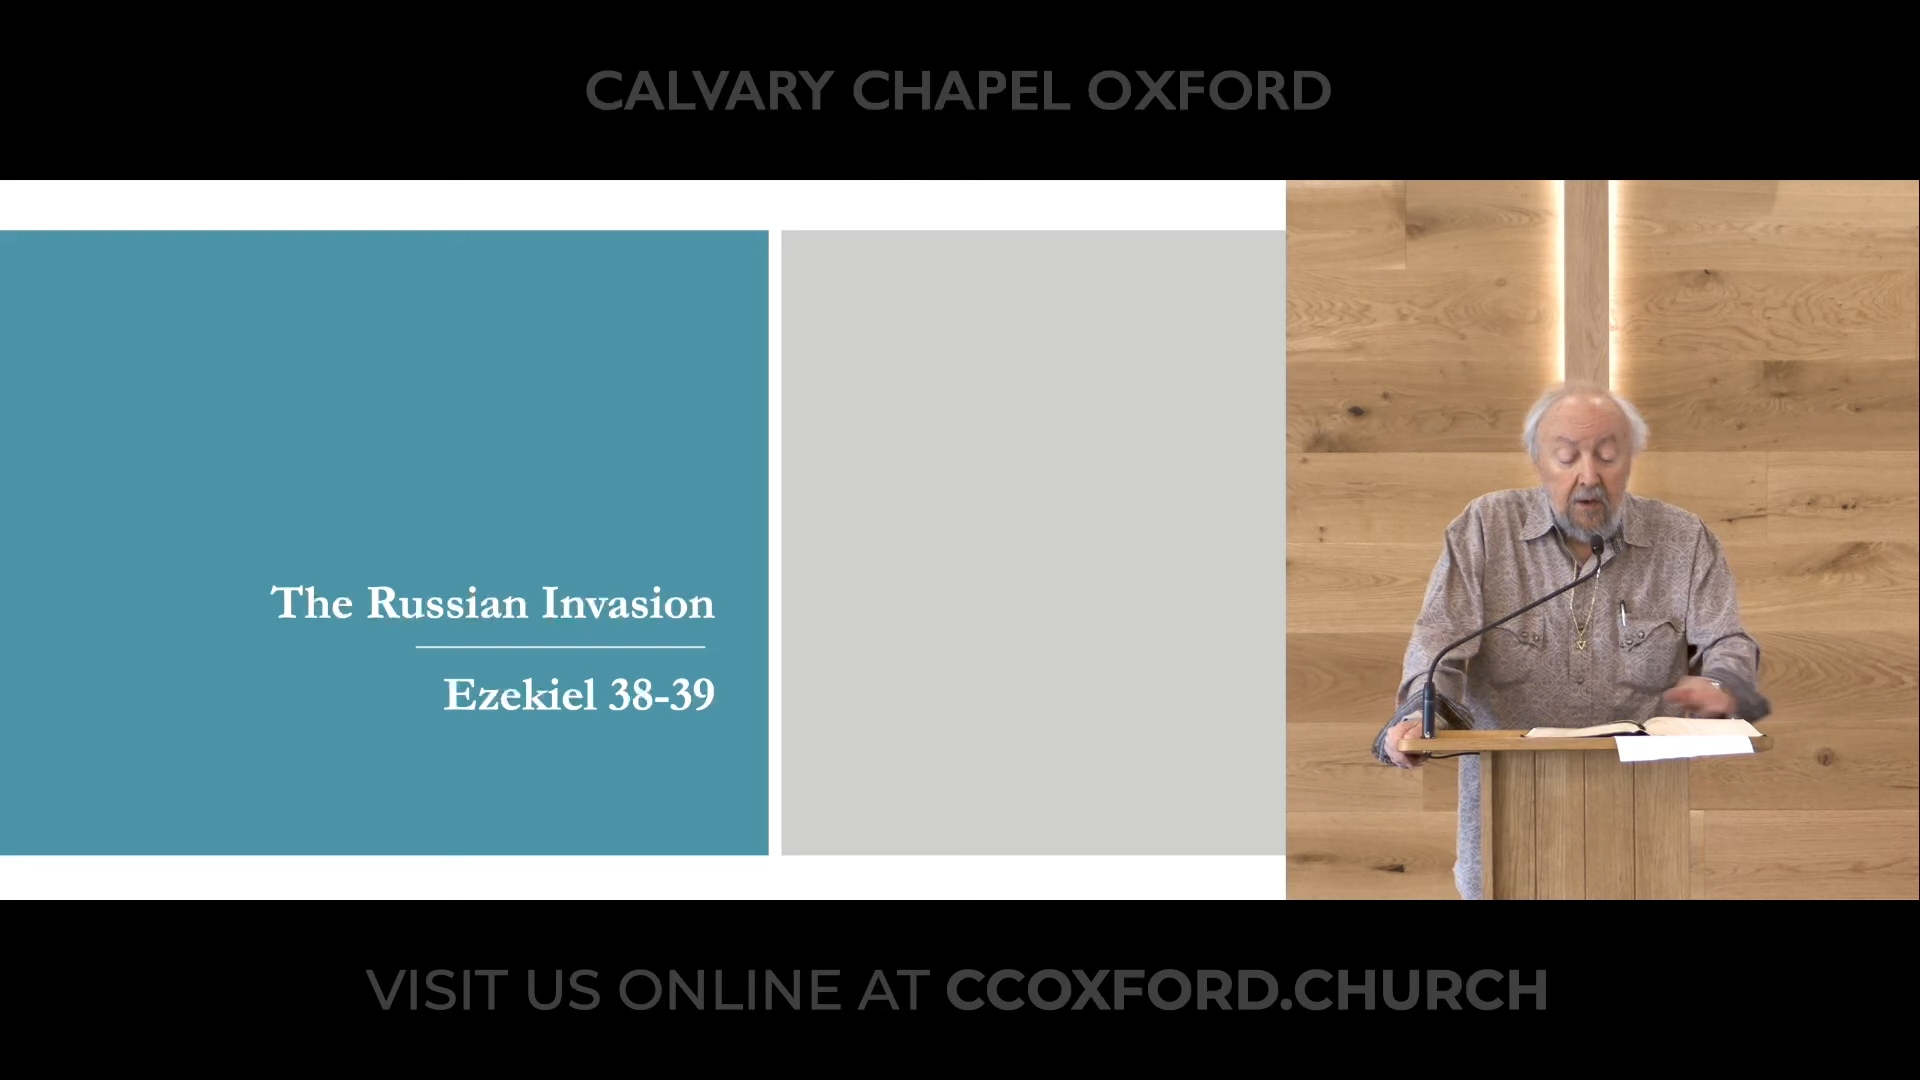 CALVARY CHAPEL OXFORD
The Russian Invasion
Ezekiel 38-39
VISIT US ONLINE AT CCOXFORD.CHURCH